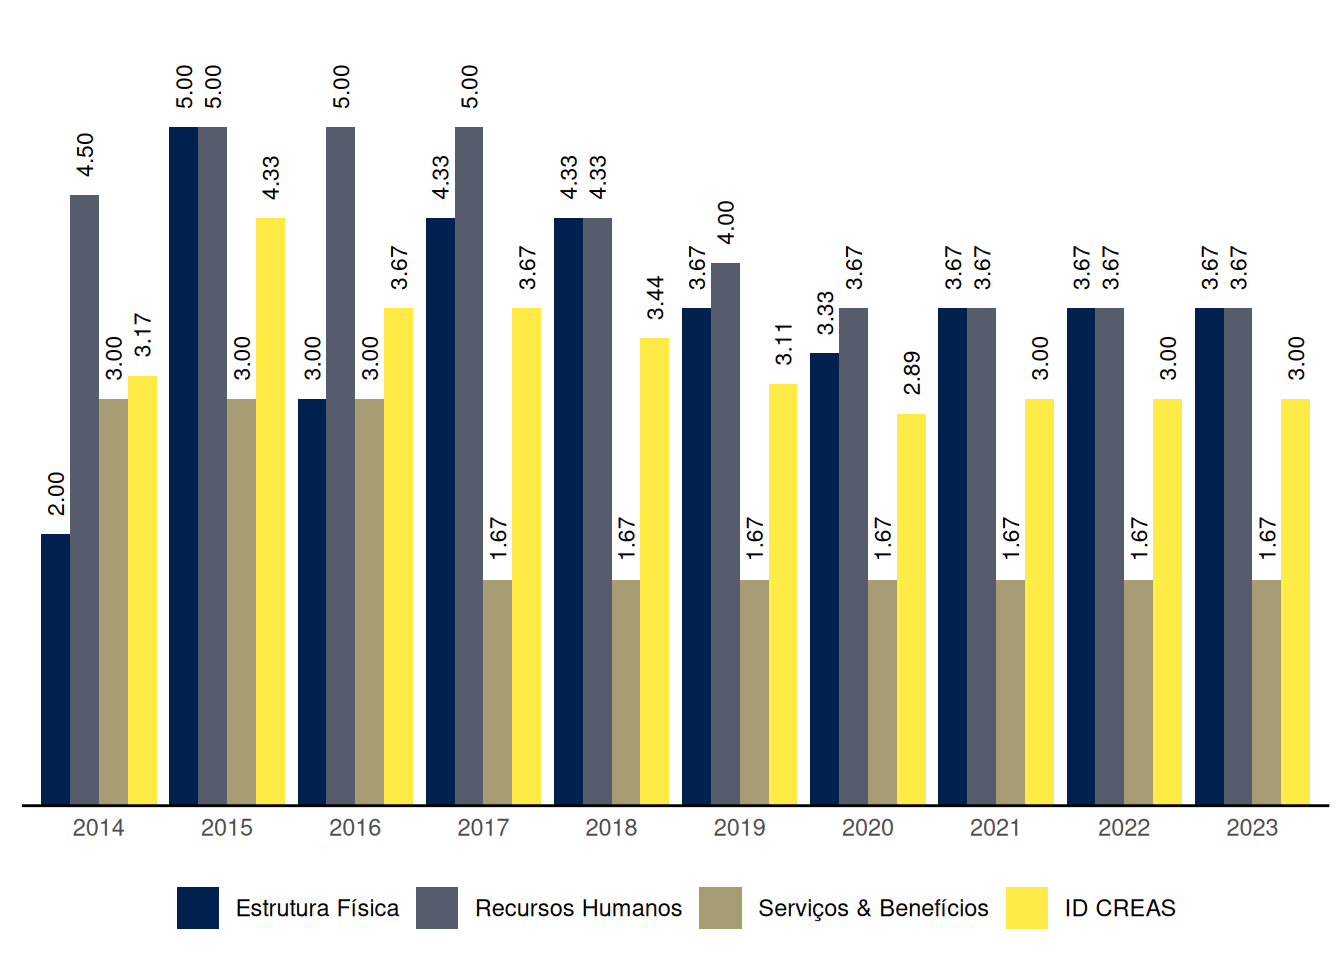 5.00 5.00 5.00 5.00
4.50 4.33 4.33 4.33 4.33
4.00
3.67 3.67 3.67 3.67 3.67 3.67 3.67 3.67 3.67 3.67
3.44
3.33
3.17 3.00 3.00 3.00 3.00 3.11 2.89 3.00 3.00 3.00
2.00
1.67 1.67 1.67 1.67 1.67 1.67 1.67
2014 2015 2016 2017 2018 2019 2020 2021 2022 2023
Estrutura Física Recursos Humanos Serviços & Benefícios ID CREAS